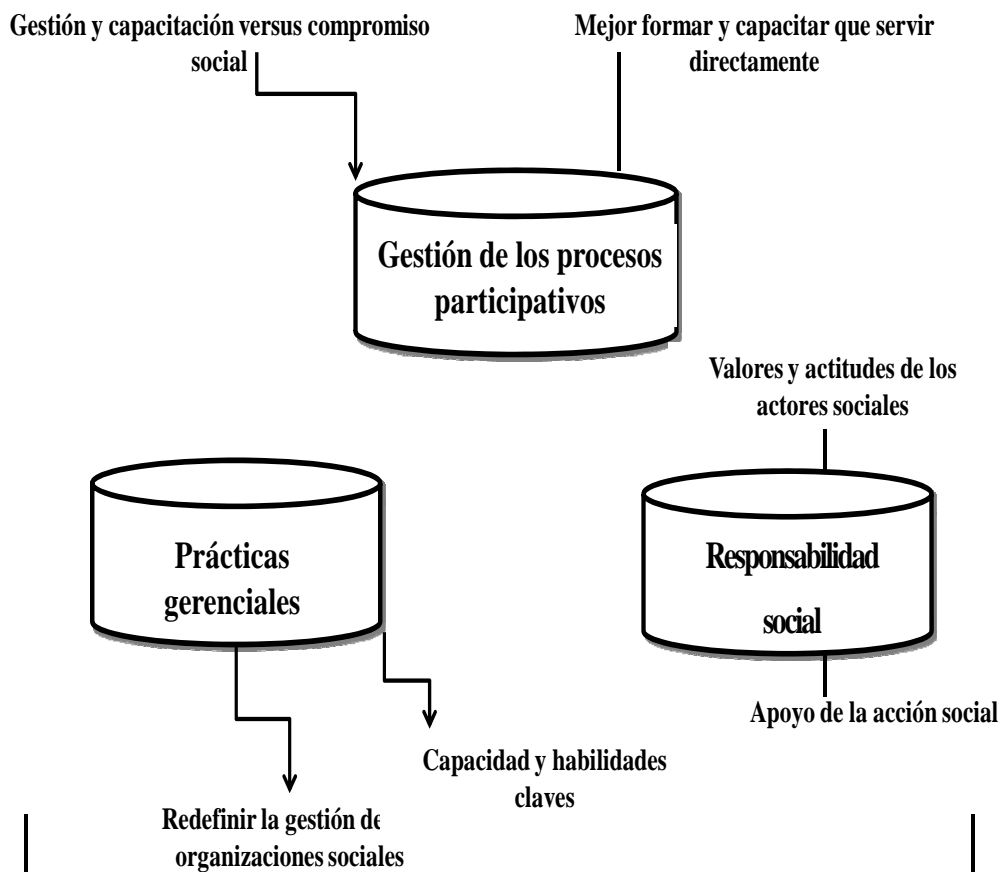 Gestión y capacitación versus compromiso
social
Mejor formar y capacitar que servir
directamente
Gestión de los procesos
participativos
Valores y actitudes de los
actores sociales
Prácticas
gerenciales
Responsabilidad
social
Apoyo de la acción social
Capacidad y habilidades
claves
Redefinir la gestión de
organizaciones sociales